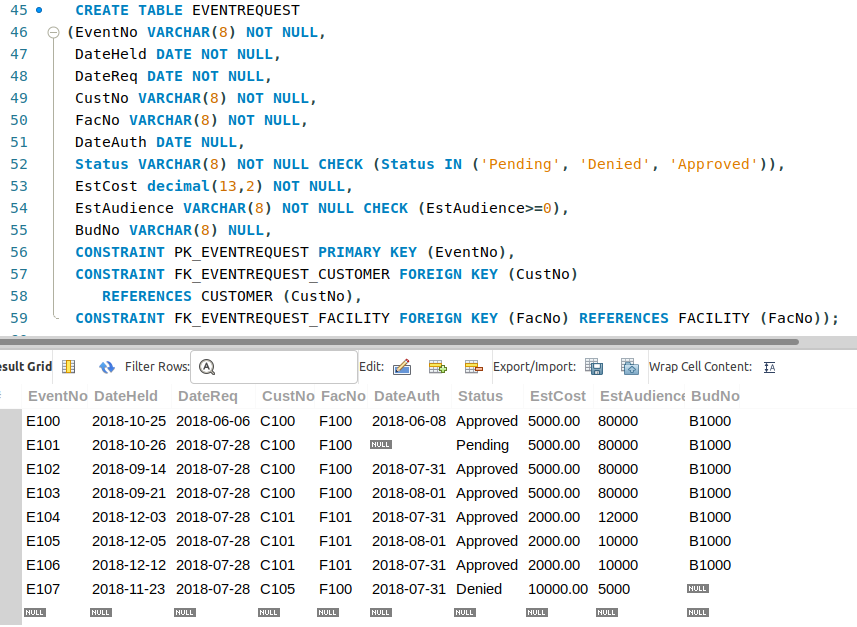 45 CREATE TABLE EVENTREQUEST
46 (EventNo VARCHAR(8) NOT NULL,
47 DateHeld DATE NOT NULL,
48 DateReq DATE NOT NULL,
49 CustNo VARCHAR(8) NOT NULL,
50 FacNo VARCHAR(8) NOT NULL,
51 DateAuth DATE NULL,
52 Status VARCHAR(8) NOT NULL CHECK (Status IN ('Pending', 'Denied', 'Approved')),
53 EstCost decimal(13,2) NOT NULL,
54 EstAudience VARCHAR(8) NOT NULL CHECK (EstAudience>=0),
55 BudNo VARCHAR(8) NULL,
56 CONSTRAINT PK_EVENTREQUEST PRIMARY KEY (EventNo),
57 CONSTRAINT FK_EVENTREQUEST_CUSTOMER FOREIGN KEY (CustNo)
58 REFERENCES CUSTOMER (CustNo),
59 CONSTRAINT FK_EVENTREQUEST_FACILITY FOREIGN KEY (FacNo) REFERENCES FACILITY (FacNo));
esult Grid Filter Rows: Edit: Export/Import: Wrap Cell Content: IA
EventNo DateHeld DateReq CustNo FacNo DateAuth Status EstCost EstAudience BudNo
E100 2018-10-25 2018-06-06 C100 F100 2018-06-08 Approved 5000.00 80000 B1000
E101 2018-10-26 2018-07-28 C100 F100 NULL Pending 5000.00 80000 B1000
E102 2018-09-14 2018-07-28 C100 F100 2018-07-31 Approved 5000.00 80000 B1000
E103 2018-09-21 2018-07-28 C100 F100 2018-08-01 Approved 5000.00 80000 B1000
E104 2018-12-03 2018-07-28 C101 F101 2018-07-31 Approved 2000.00 12000 B1000
E105 2018-12-05 2018-07-28 C101 F101 2018-08-01 Approved 2000.00 10000 B1000
E106 2018-12-12 2018-07-28 C101 F101 2018-07-31 Approved 2000.00 10000 B1000
E107 2018-11-23 2018-07-28 C105 F100 2018-07-31 Denied 10000.00 5000 NULL
NULL NULL NULL NULL NULL NULL NULL NULL NULL NULL